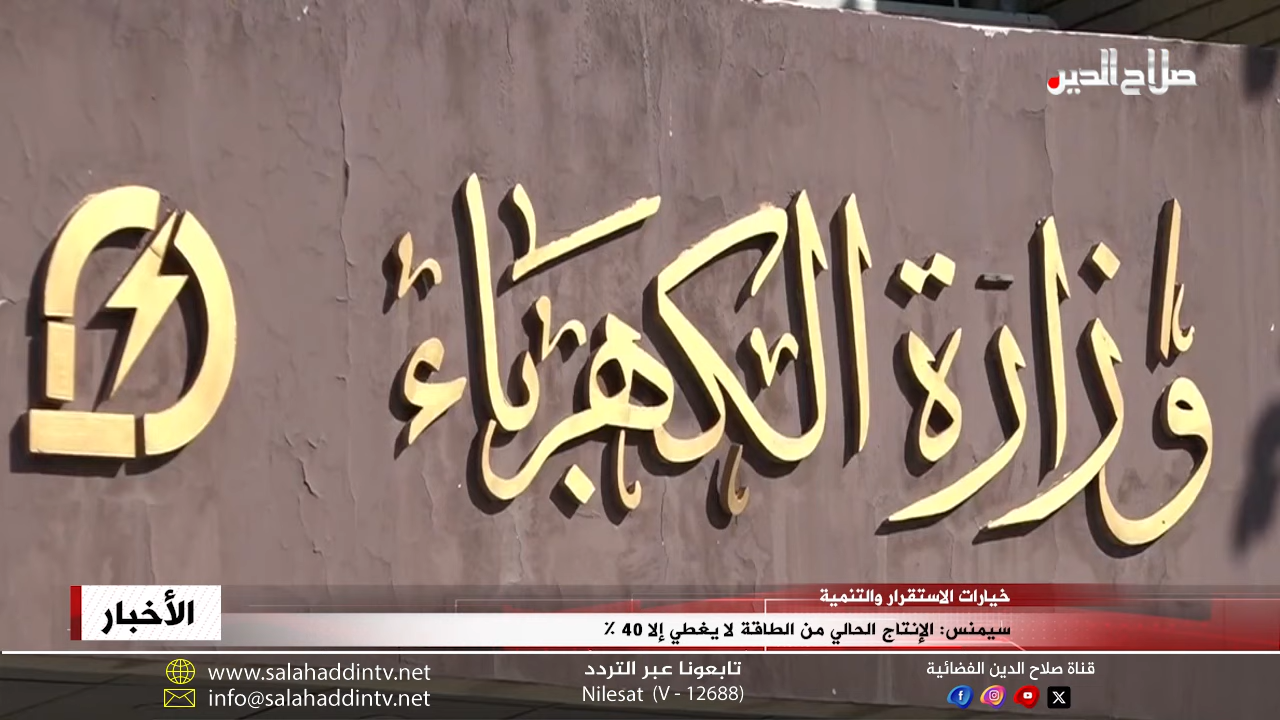 صلاح الدين
وزارة الكهرباء
خيارات الاستقرار والتنمية
الأخبار
سيمنس: الإنتاج الحالي من الطاقة لا يغطي إلا 40 ٪
قناة صلاح الدين الفضائية
تابعونا عبر التردد
Nilesat (V - 12688)
www.salahaddintv.net
info@salahaddintv.net